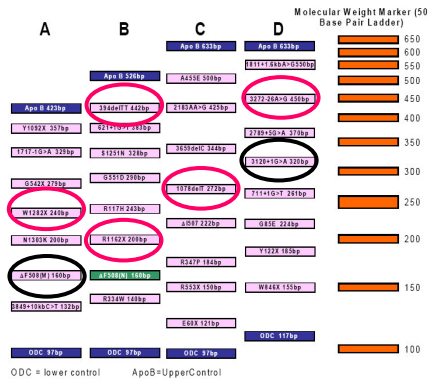 Molecular Weight Marker (50
Base Pair Ladder)
A
B
C
D
Apo B 423bp
Y1092X 357bp
1717-1G>A 329bp
G542X 279bp
W1282X 240bp
N1303K 200bp
ΔF508(M) 160bp
3849+10kbC>T 132bp
ODC 97bp
Apo B 526bp
394delTT 442bp
621+1G>T 383bp
S1251N 328bp
G551D 290bp
R117H 243bp
R1162X 200bp
ΔF508(N) 160bp
R334W 140bp
ODC 97bp
Apo B 633bp
A455E 500bp
2183AA>G 425bp
3659delC 344bp
1078delT 272bp
ΔI507 222bp
R347P 184bp
R553X 150bp
E60X 121bp
ODC 97bp
Apo B 633bp
1811+1.6kbA>G550bp
3272-26A>G 450bp
2789+5G>A 370bp
3120+1G>A 320bp
711+1G>T 261bp
G85E 224bp
Y122X 185bp
W846X 155bp
ODC 117bp
650
600
550
500
450
400
350
300
250
200
150
100
ODC = lower control
ApoB=UpperControl